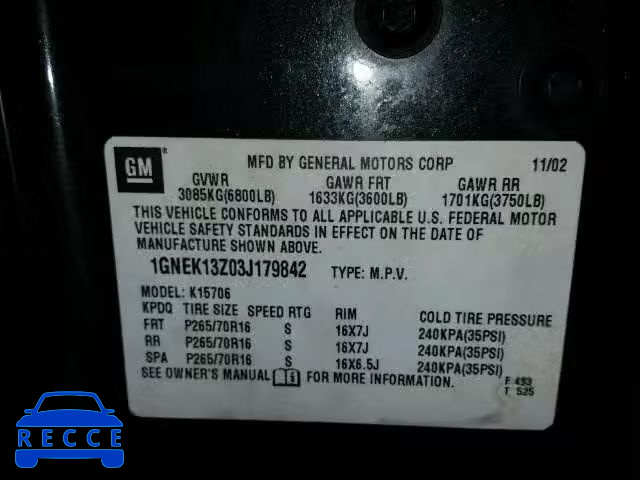 GM
MFD BY GENERAL MOTORS CORP 11/02
GVWR GAWR FRT GAWR RR
3085KG(6800LB) 1633KG(3600LB) 1701KG(3750LB)
THIS VEHICLE CONFORMS TO ALL APPLICABLE U.S. FEDERAL MOTOR
VEHICLE SAFETY STANDARDS IN EFFECT ON THE DATE OF
MANUFACTURE SHOWN ABOVE.
1GNEK13Z03J179842 TYPE: M.P.V.
MODEL: K15706
KPDQ TIRE SIZE SPEED RTG RIM COLD TIRE PRESSURE
FRT P265/70R16 S 16X7J 240KPA(35PSI)
RR P265/70R16 S 16X7J 240KPA(35PSI)
SPA P265/70R16 S 16X6.5J 240KPA(35PSI)
SEE OWNER'S MANUAL FOR MORE INFORMATION.
F 493
T 525
RECCE